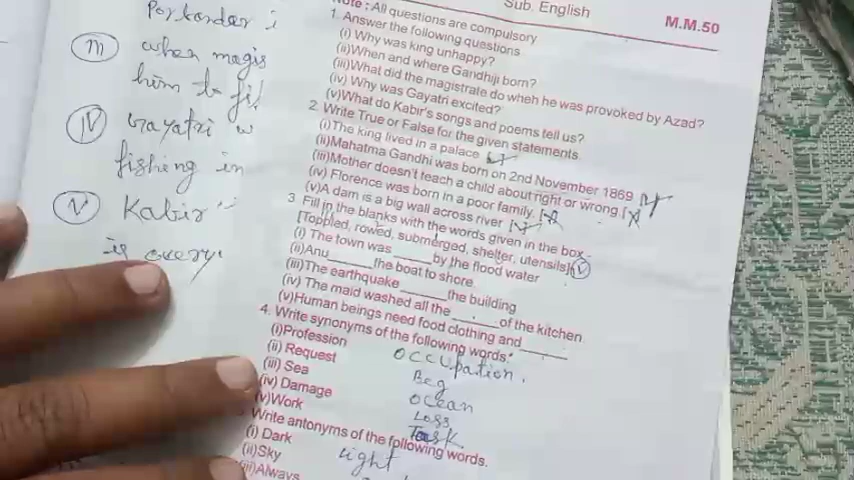 Sub. English
Note : All questions are compulsory
M.M.50
1. Answer the following questions
(i) Why was king unhappy?
(ii)When and where Gandhiji born?
(iii)What did the magistrate do wheh he was provoked by Azad?
(iv) Why was Gayatri excited?
(v)What do Kabir's songs and poems tell us?
2. Write True or False for the given statements
(i)The king lived in a palace
(ii)Mahatma Gandhi was born on 2nd November 1869
(iii)Mother doesn't teach a child about right or wrong
(iv) Florence was born in a poor family.
(v)A dam is a big wall across river
3 Fill in the blanks with the words given in the box
[Toppled, rowed, submerged, shelter, utensils]
(i) The town was ____ by the flood water
(ii)Anu ____ the boat to shore
(iii)The earthquake ____ the building
(iv) The maid washed all the ____ of the kitchen
(v)Human beings need food clothing and ____
4. Write synonyms of the following words
(i)Profession Occupation.
(ii) Request Beg
(iii) Sea Ocean
(iv) Damage Loss
(v)Work Task.
Write antonyms of the following words.
(i) Dark Light
(ii)Sky
(iii)Always
Porbandar i
(iii) when magis
him to
(iv) Gayatri w
fishing in
(v) Kabir
is every